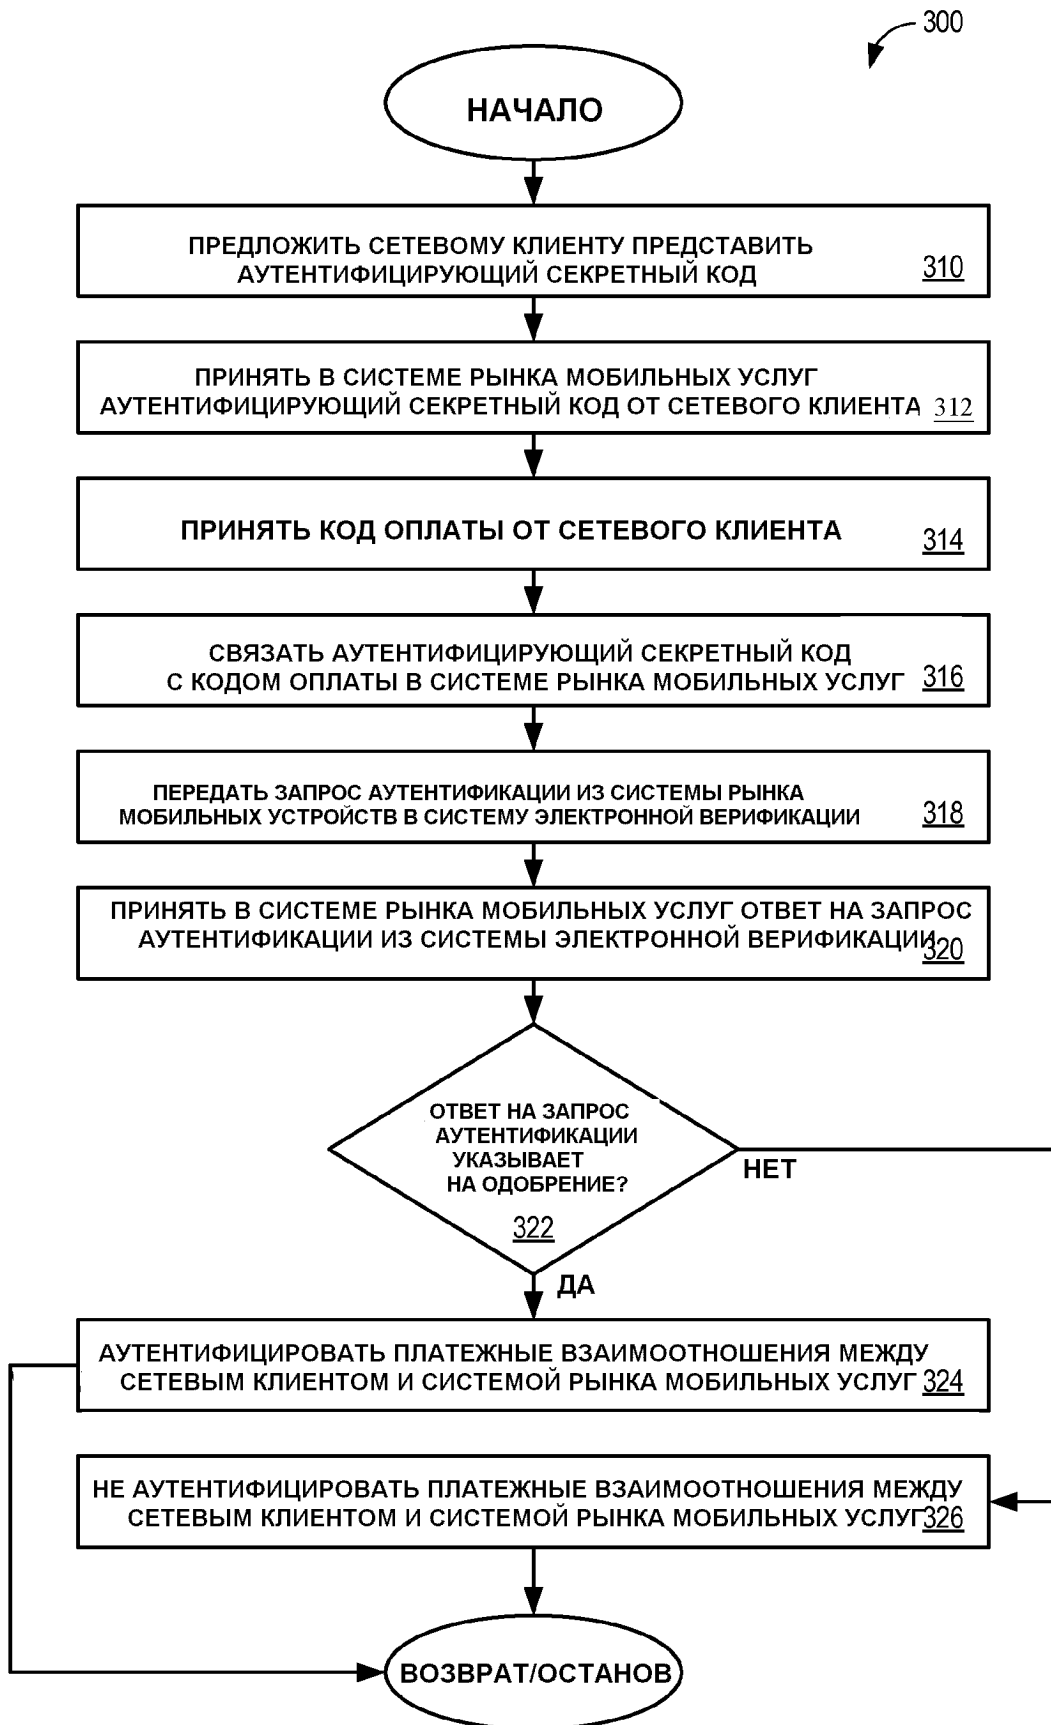 300
НАЧАЛО
ПРЕДЛОЖИТЬ СЕТЕВОМУ КЛИЕНТУ ПРЕДСТАВИТЬ
АУТЕНТИФИЦИРУЮЩИЙ СЕКРЕТНЫЙ КОД
310
ПРИНЯТЬ В СИСТЕМЕ РЫНКА МОБИЛЬНЫХ УСЛУГ
АУТЕНТИФИЦИРУЮЩИЙ СЕКРЕТНЫЙ КОД ОТ СЕТЕВОГО КЛИЕНТА 312
ПРИНЯТЬ КОД ОПЛАТЫ ОТ СЕТЕВОГО КЛИЕНТА
314
СВЯЗАТЬ АУТЕНТИФИЦИРУЮЩИЙ СЕКРЕТНЫЙ КОД
С КОДОМ ОПЛАТЫ В СИСТЕМЕ РЫНКА МОБИЛЬНЫХ УСЛУГ 316
ПЕРЕДАТЬ ЗАПРОС АУТЕНТИФИКАЦИИ ИЗ СИСТЕМЫ РЫНКА
МОБИЛЬНЫХ УСТРОЙСТВ В СИСТЕМУ ЭЛЕКТРОННОЙ ВЕРИФИКАЦИИ 318
ПРИНЯТЬ В СИСТЕМЕ РЫНКА МОБИЛЬНЫХ УСЛУГ ОТВЕТ НА ЗАПРОС
АУТЕНТИФИКАЦИИ ИЗ СИСТЕМЫ ЭЛЕКТРОННОЙ ВЕРИФИКАЦИИ 320
ОТВЕТ НА ЗАПРОС
АУТЕНТИФИКАЦИИ
УКАЗЫВАЕТ
НА ОДОБРЕНИЕ?
322
НЕТ
ДА
АУТЕНТИФИЦИРОВАТЬ ПЛАТЕЖНЫЕ ВЗАИМООТНОШЕНИЯ МЕЖДУ
СЕТЕВЫМ КЛИЕНТОМ И СИСТЕМОЙ РЫНКА МОБИЛЬНЫХ УСЛУГ 324
НЕ АУТЕНТИФИЦИРОВАТЬ ПЛАТЕЖНЫЕ ВЗАИМООТНОШЕНИЯ МЕЖДУ
СЕТЕВЫМ КЛИЕНТОМ И СИСТЕМОЙ РЫНКА МОБИЛЬНЫХ УСЛУГ 326
ВОЗВРАТ/ОСТАНОВ